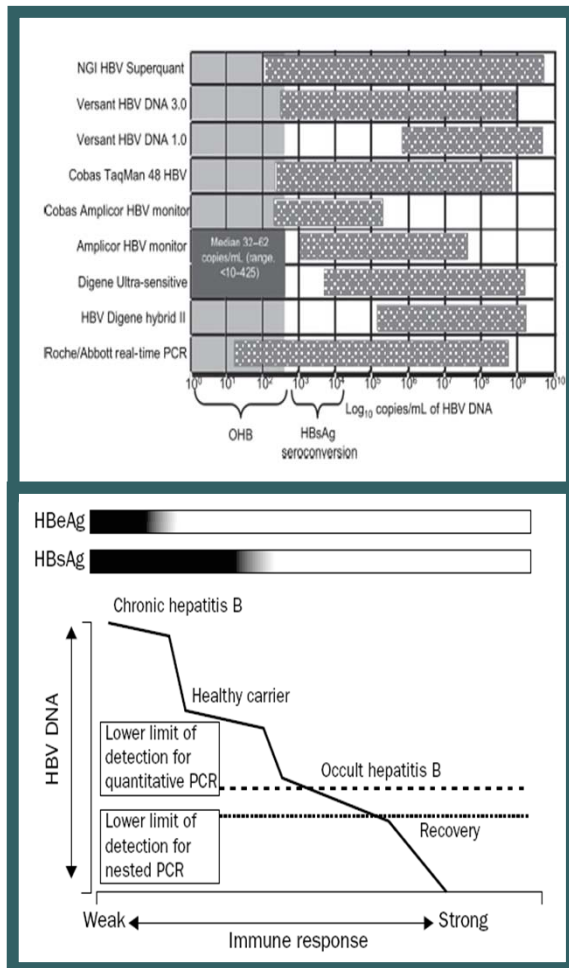 NGI HBV Superquant
Versant HBV DNA 3.0
Versant HBV DNA 1.0
Cobas TaqMan 48 HBV
Cobas Amplicor HBV monitor
Amplicor HBV monitor
Digene Ultra-sensitive
HBV Digene hybrid II
Roche/Abbott real-time PCR
Median 32–62
copies/mL (range,
<10–425)
10⁰ 10¹ 10² 10³ 10⁴ 10⁵ 10⁶ 10⁷ 10⁸ 10⁹ 10¹⁰
Log₁₀ copies/mL of HBV DNA
OHB
HBsAg
seroconversion
HBeAg
HBsAg
Chronic hepatitis B
HBV DNA
Healthy carrier
Lower limit of
detection for
quantitative PCR
Occult hepatitis B
Lower limit of
detection for
nested PCR
Recovery
Weak
Strong
Immune response